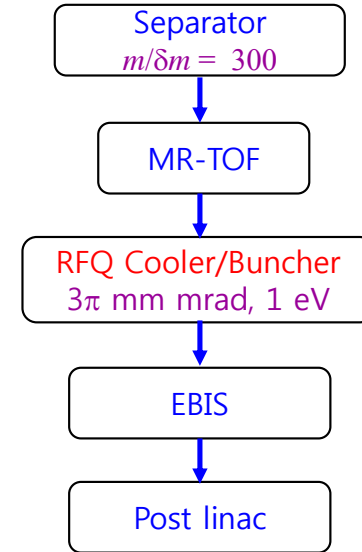 Separator
m/δm = 300
MR-TOF
RFQ Cooler/Buncher
3π mm mrad, 1 eV
EBIS
Post linac